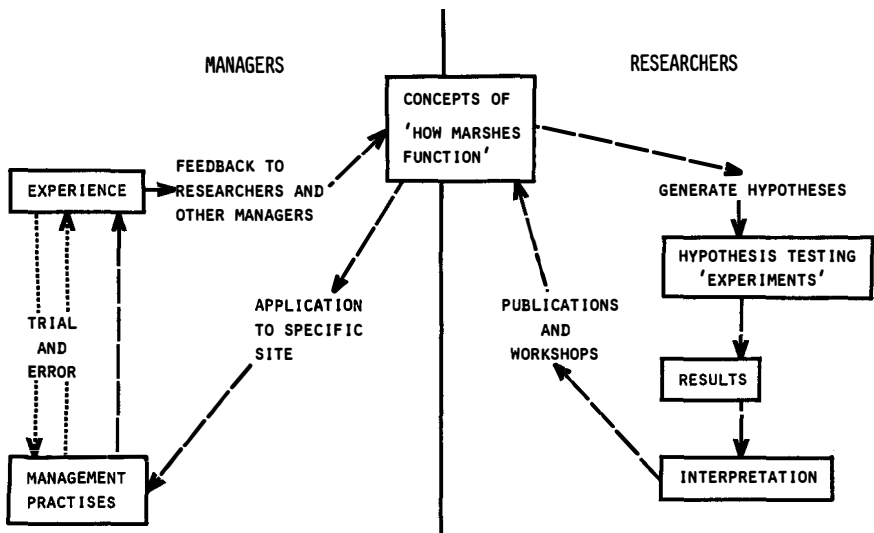 MANAGERS
RESEARCHERS
CONCEPTS OF
'HOW MARSHES
FUNCTION'
EXPERIENCE
FEEDBACK TO
RESEARCHERS AND
OTHER MANAGERS
GENERATE HYPOTHESES
HYPOTHESIS TESTING
'EXPERIMENTS'
APPLICATION
TO SPECIFIC
SITE
PUBLICATIONS
AND
WORKSHOPS
TRIAL
AND
ERROR
RESULTS
MANAGEMENT
PRACTISES
INTERPRETATION